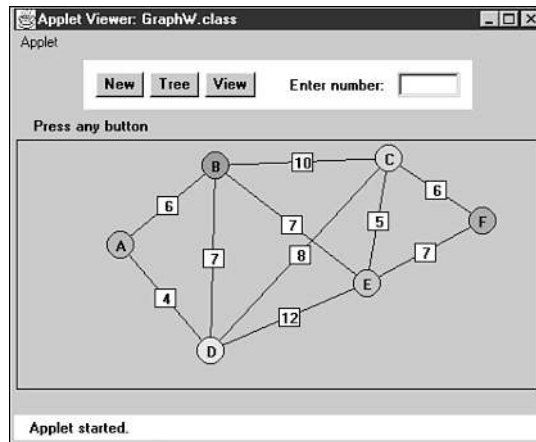 Applet Viewer: GraphW.class
Applet
New Tree View Enter number:
Press any button
B 10 C
6 6
7 5 F
A 7 8 7
E
4
12
D
Applet started.